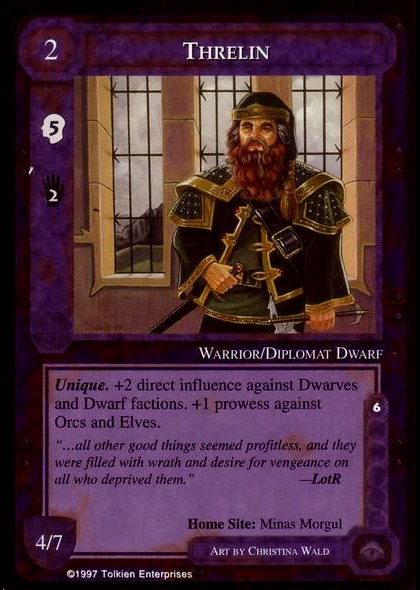 2
THRELIN
5
2
WARRIOR/DIPLOMAT DWARF
Unique. +2 direct influence against Dwarves
and Dwarf factions. +1 prowess against
Orcs and Elves.
6
“...all other good things seemed profitless, and they
were filled with wrath and desire for vengeance on
all who deprived them.” —LotR
Home Site: Minas Morgul
4/7
ART BY CHRISTINA WALD
©1997 Tolkien Enterprises